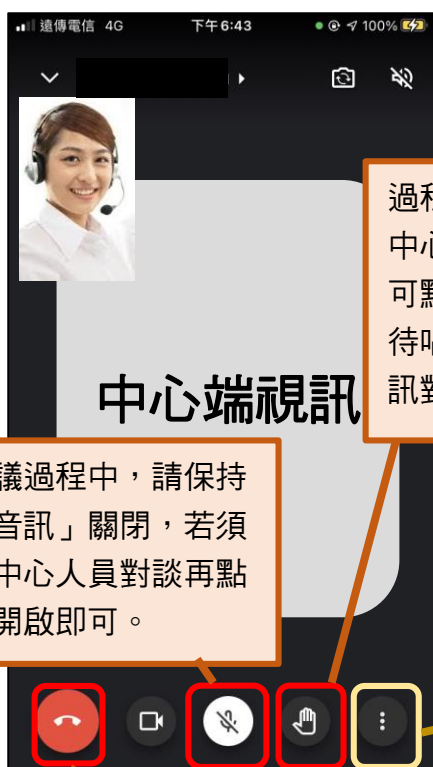 遠傳電信 4G 下午6:43 100%
過程
中心
可點
待唱
訊對
中心端視訊
議過程中，請保持
音訊」關閉，若須
中心人員對談再點
開啟即可。